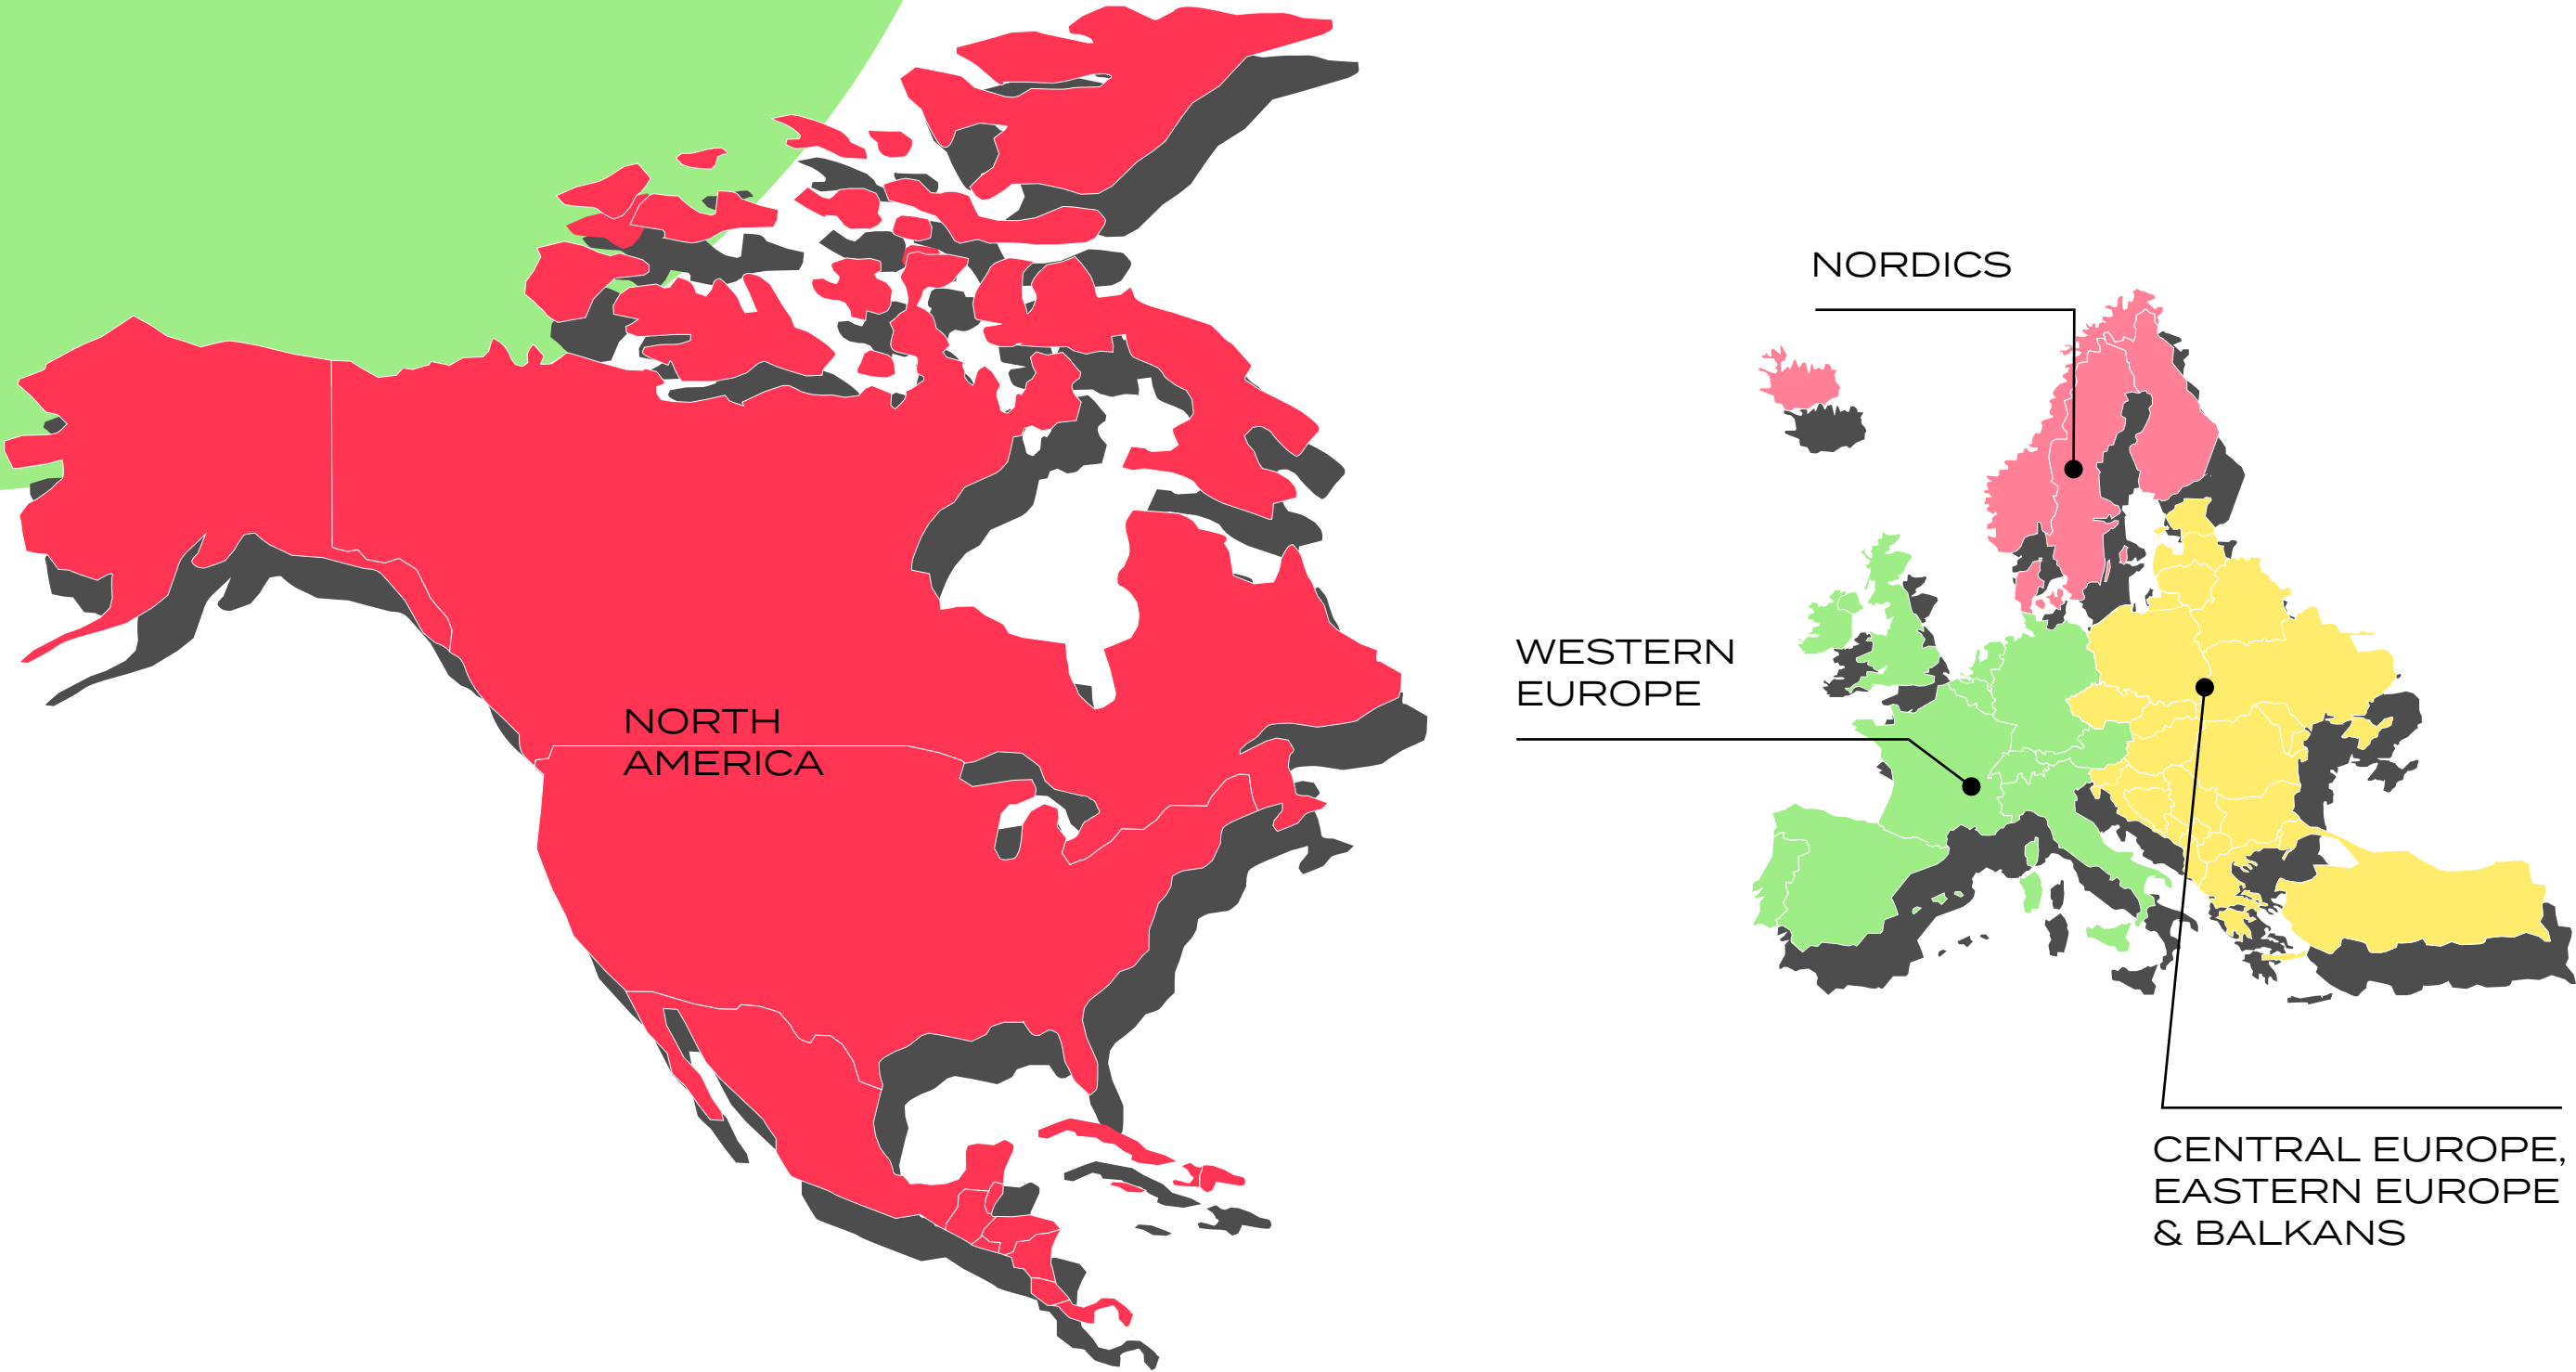 NORDICS
WESTERN
EUROPE
NORTH
AMERICA
CENTRAL EUROPE,
EASTERN EUROPE
& BALKANS